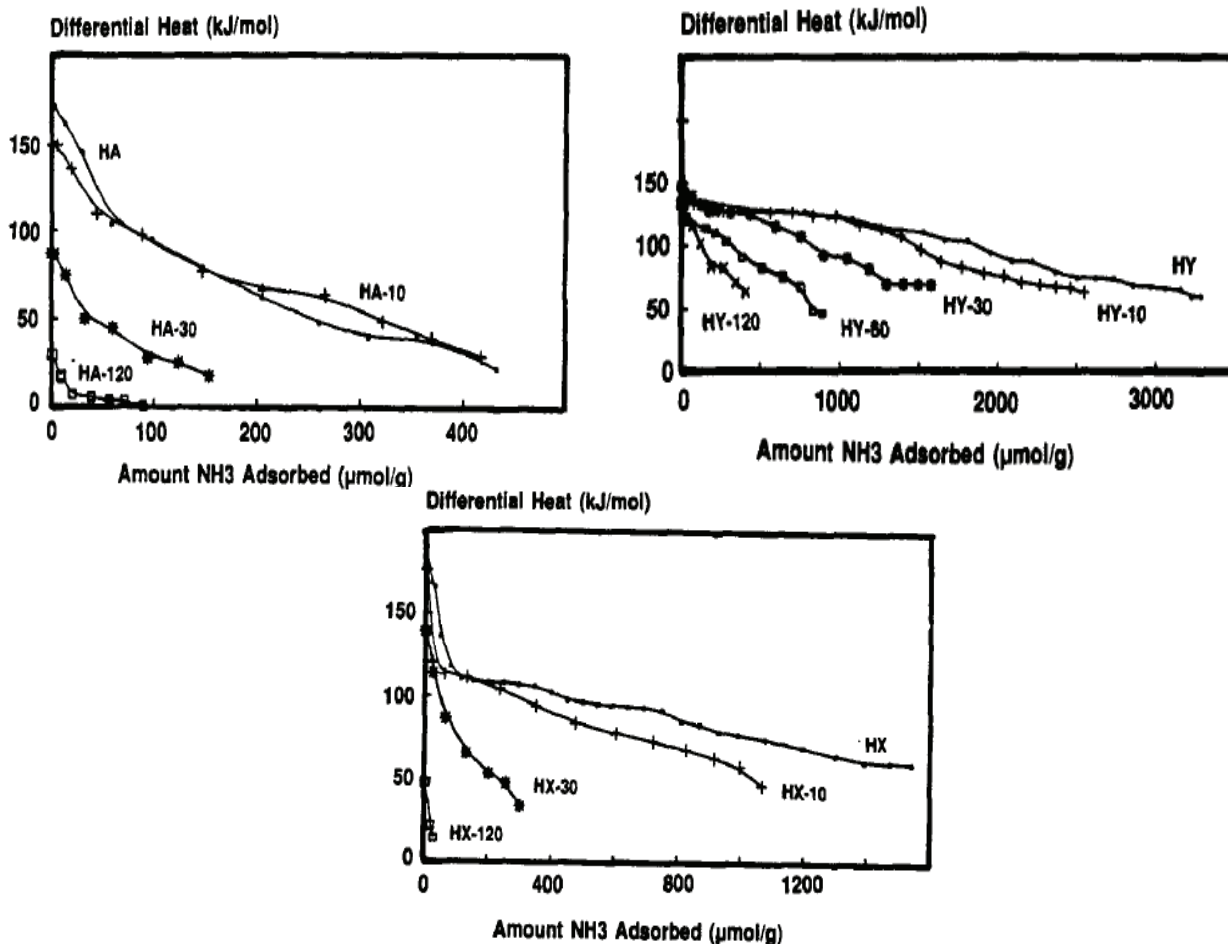 Differential Heat (kJ/mol)
150
100
50
0
HA
HA-10
HA-30
HA-120
0 100 200 300 400
Amount NH3 Adsorbed (µmol/g)
Differential Heat (kJ/mol)
150
100
50
0
HY
HY-10
HY-30
HY-60
HY-120
0 1000 2000 3000
Amount NH3 Adsorbed (µmol/g)
Differential Heat (kJ/mol)
150
100
50
0
HX
HX-10
HX-30
HX-120
0 400 800 1200
Amount NH3 Adsorbed (µmol/g)